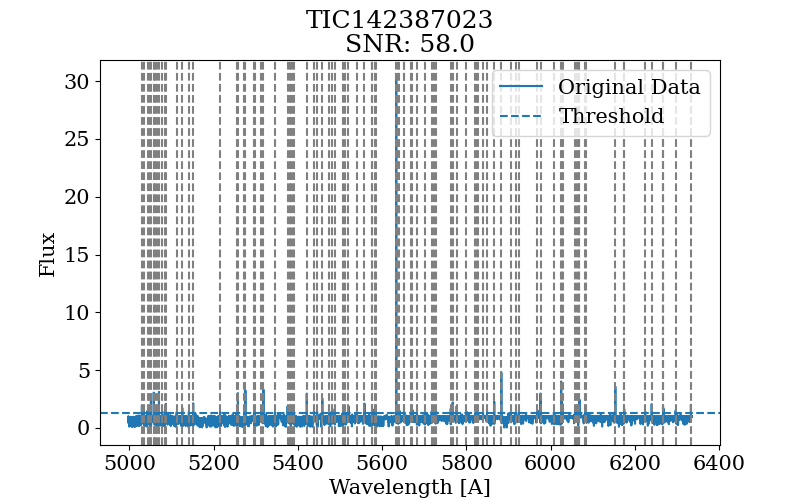 TIC142387023
SNR: 58.0
Original Data
Threshold
30
25
20
15
10
5
0
Flux
5000 5200 5400 5600 5800 6000 6200 6400
Wavelength [A]